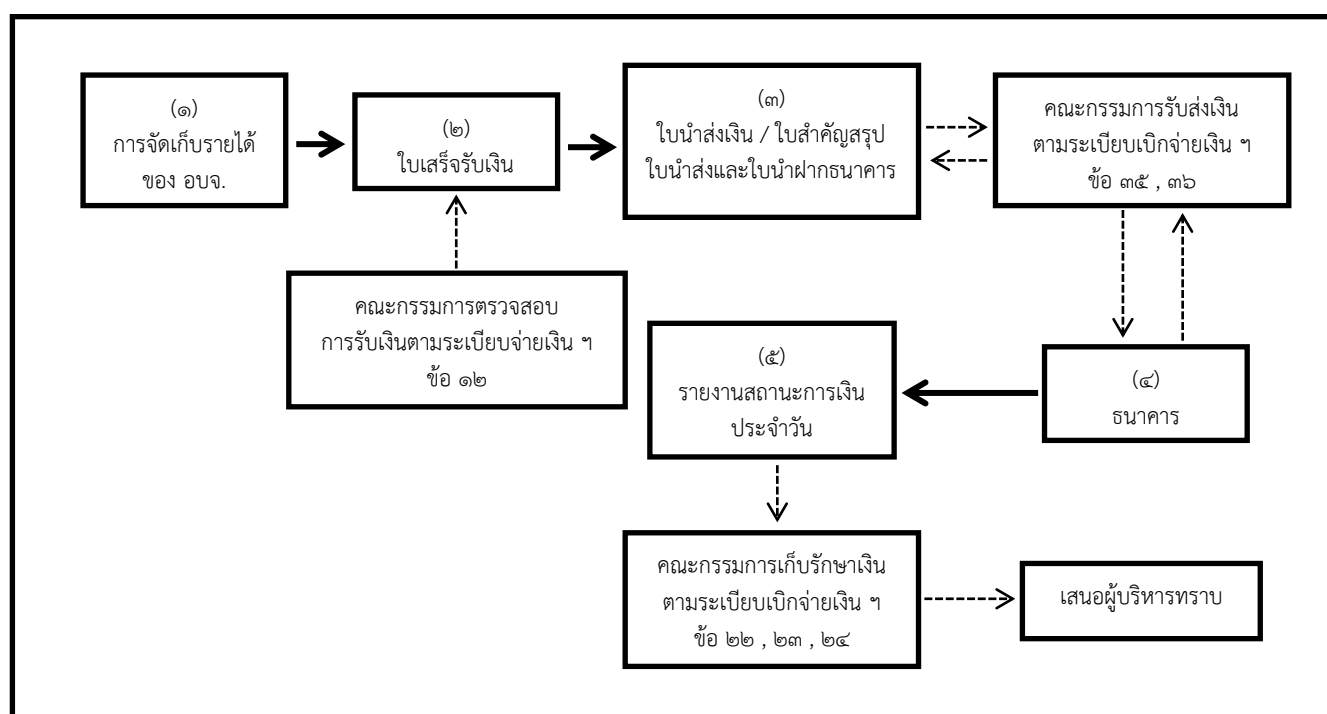 (๑)
การจัดเก็บรายได้
ของ อบจ.
(๒)
ใบเสร็จรับเงิน
(๓)
ใบนำส่งเงิน / ใบสำคัญสรุป
ใบนำส่งและใบนำฝากธนาคาร
คณะกรรมการรับส่งเงิน
ตามระเบียบเบิกจ่ายเงิน ฯ
ข้อ ๓๕ , ๓๖
คณะกรรมการตรวจสอบ
การรับเงินตามระเบียบจ่ายเงิน ฯ
ข้อ ๑๒
(๔)
ธนาคาร
(๕)
รายงานสถานะการเงิน
ประจำวัน
คณะกรรมการเก็บรักษาเงิน
ตามระเบียบเบิกจ่ายเงิน ฯ
ข้อ ๒๒ , ๒๓ , ๒๔
เสนอผู้บริหารทราบ